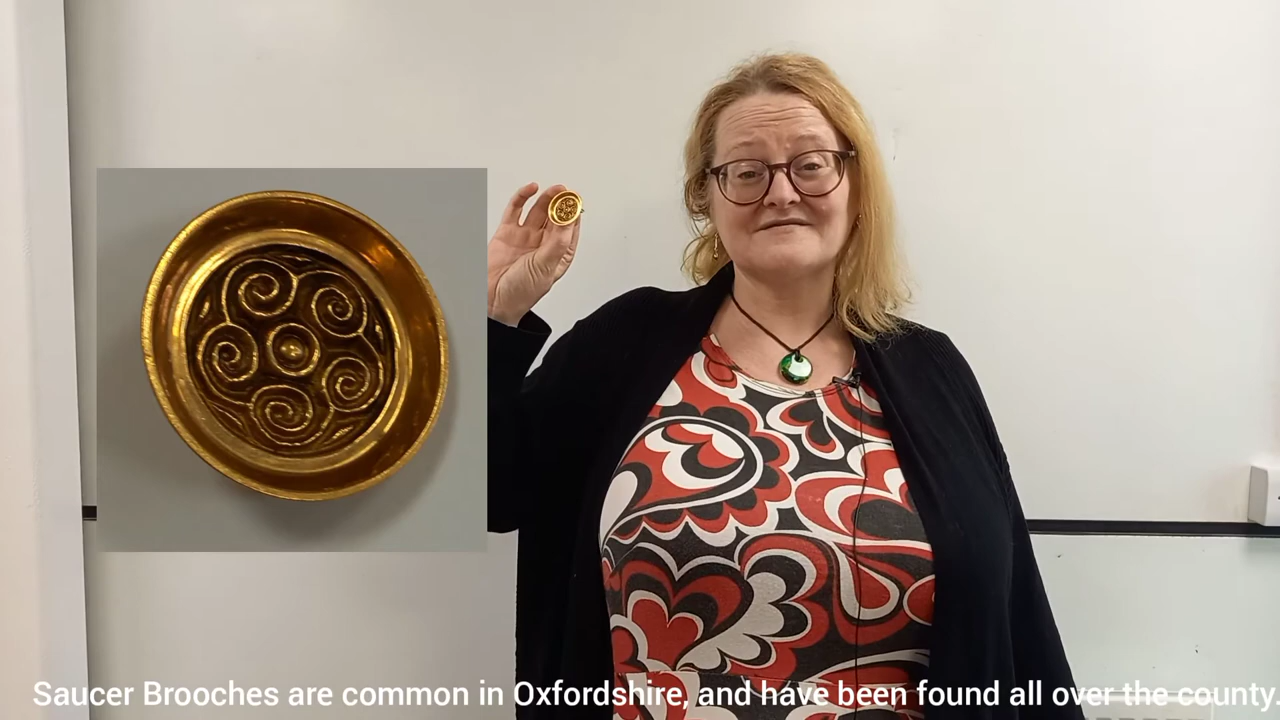 Saucer Brooches are common in Oxfordshire, and have been found all over the county.